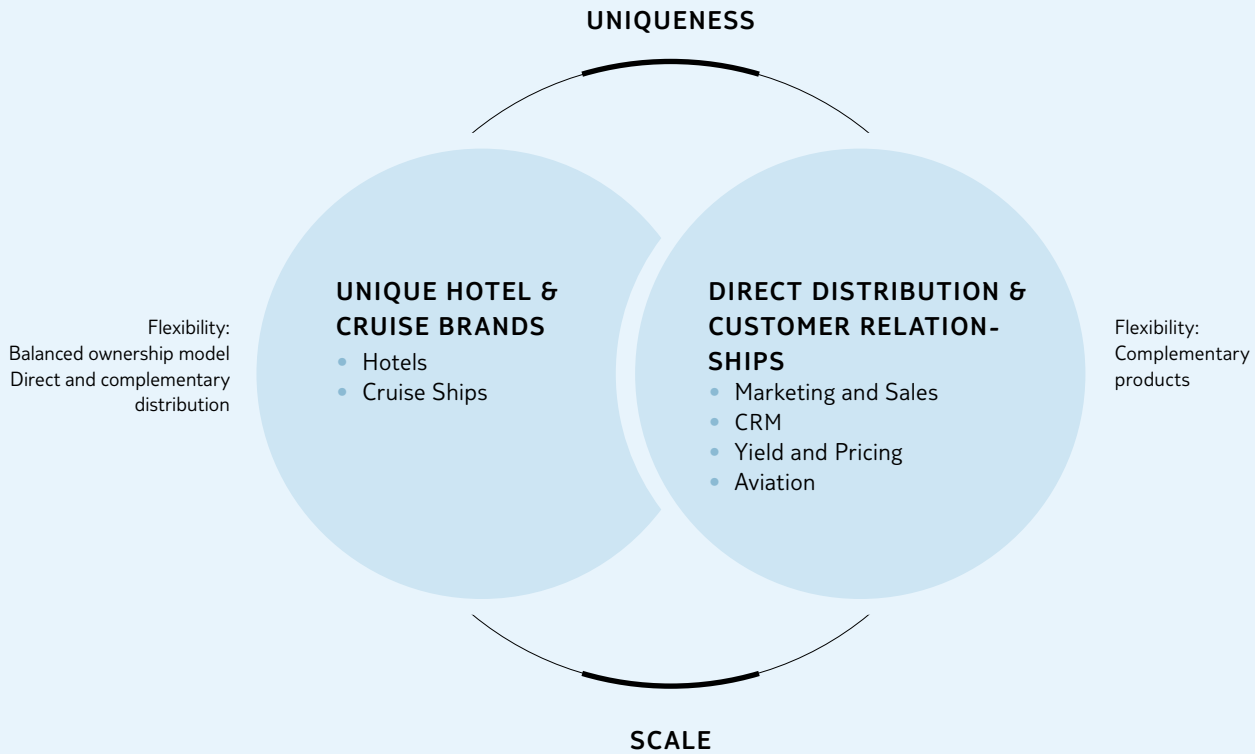 UNIQUENESS
Flexibility:
Balanced ownership model
Direct and complementary
distribution
UNIQUE HOTEL &
CRUISE BRANDS
• Hotels
• Cruise Ships
DIRECT DISTRIBUTION &
CUSTOMER RELATION-
SHIPS
• Marketing and Sales
• CRM
• Yield and Pricing
• Aviation
Flexibility:
Complementary
products
SCALE